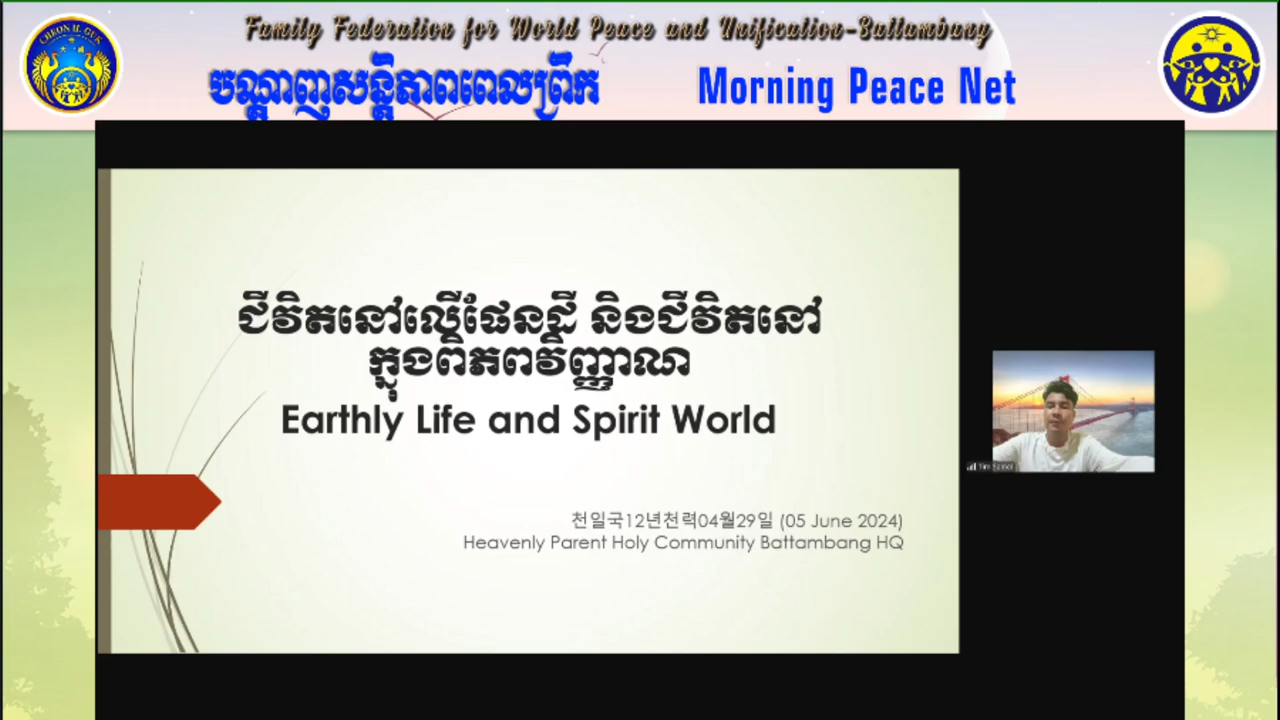 Family Federation for World Peace and Unification-Battambang
CHEON IL GUK
បណ្ដាញសន្តិភាពពេលព្រឹក Morning Peace Net
ជីវិតនៅលើផែនដី និងជីវិតនៅ
ក្នុងពិភពវិញ្ញាណ
Earthly Life and Spirit World
천일국12년천력04월29일 (05 June 2024)
Heavenly Parent Holy Community Battambang HQ